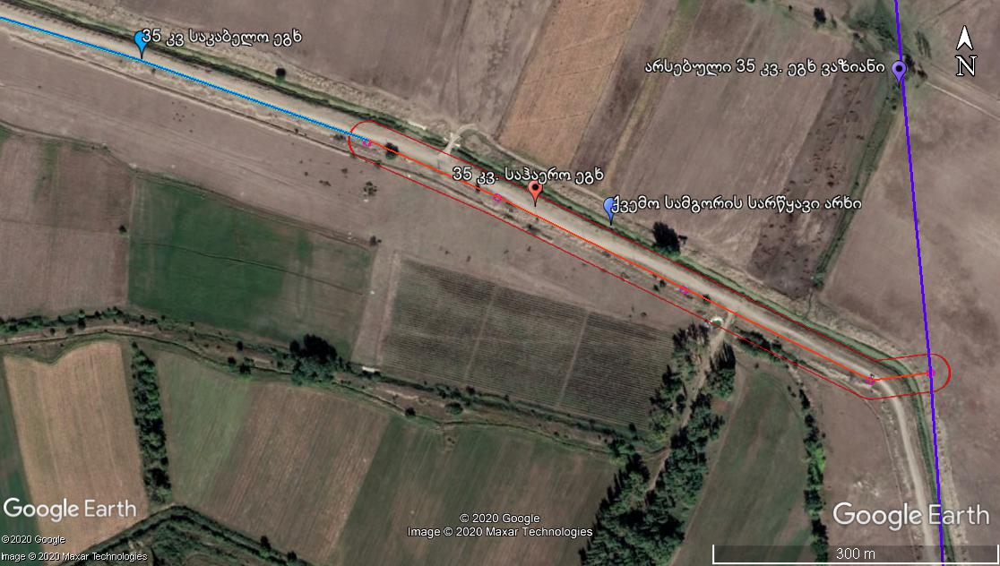 35 კვ საკაბელო ეგხ
არსებული 35 კვ. ეგხ ვაზიანი
N
35 კვ. საჰაერო ეგხ
ქვემო სამგორის სარწყავი არხი
Google Earth
© 2020 Google
Image © 2020 Maxar Technologies
Google Earth
©2020 Google
Image © 2020 Maxar Technologies
300 m